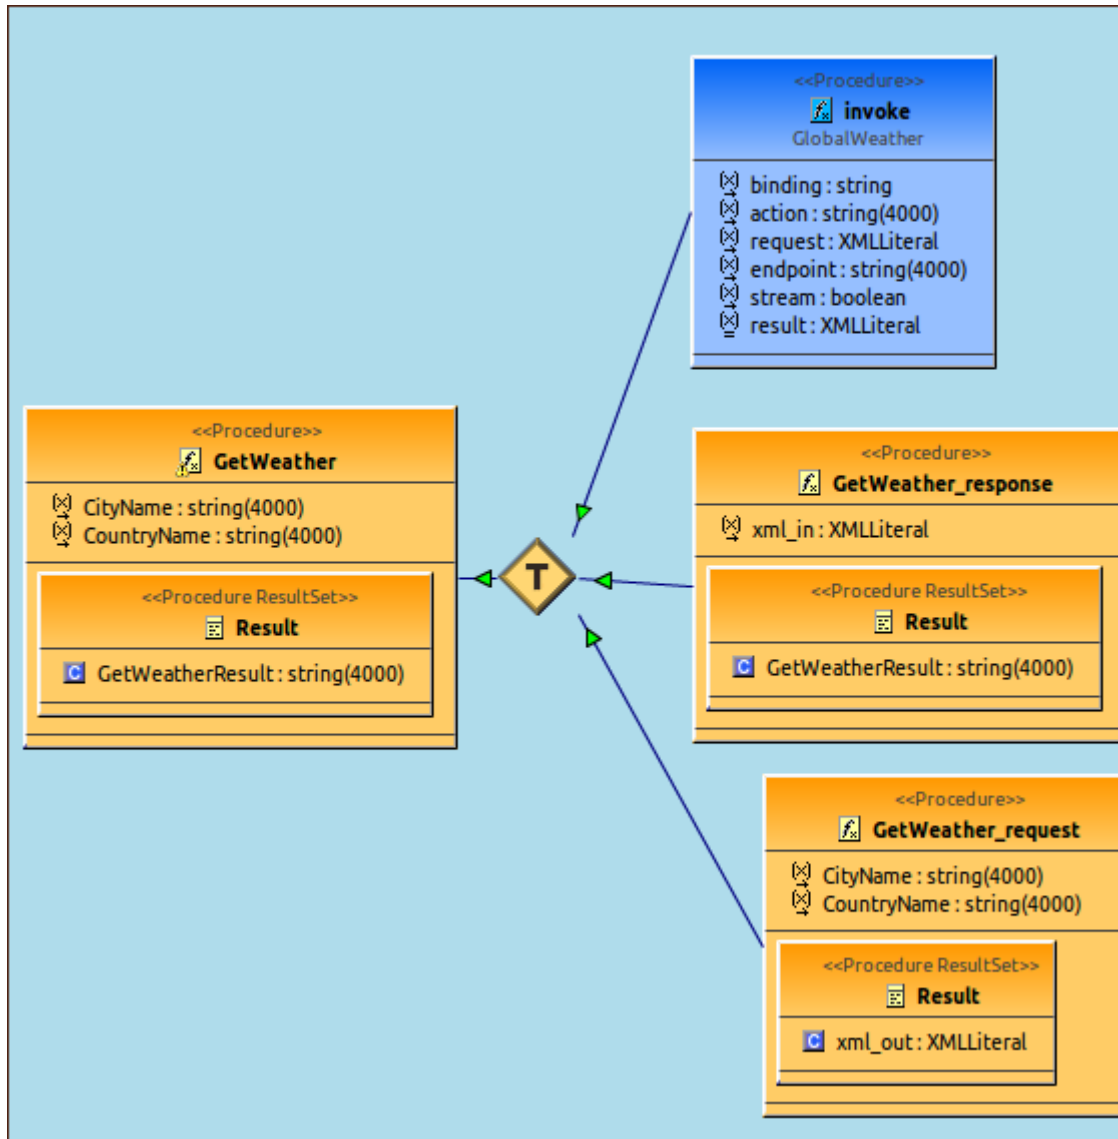 <<Procedure>>
invoke
GlobalWeather
binding : string
action : string(4000)
request : XMLLiteral
endpoint : string(4000)
stream : boolean
result : XMLLiteral
<<Procedure>>
GetWeather
CityName : string(4000)
CountryName : string(4000)
<<Procedure ResultSet>>
Result
C GetWeatherResult : string(4000)
T
<<Procedure>>
GetWeather_response
xml_in : XMLLiteral
<<Procedure ResultSet>>
Result
C GetWeatherResult : string(4000)
<<Procedure>>
GetWeather_request
CityName : string(4000)
CountryName : string(4000)
<<Procedure ResultSet>>
Result
C xml_out : XMLLiteral